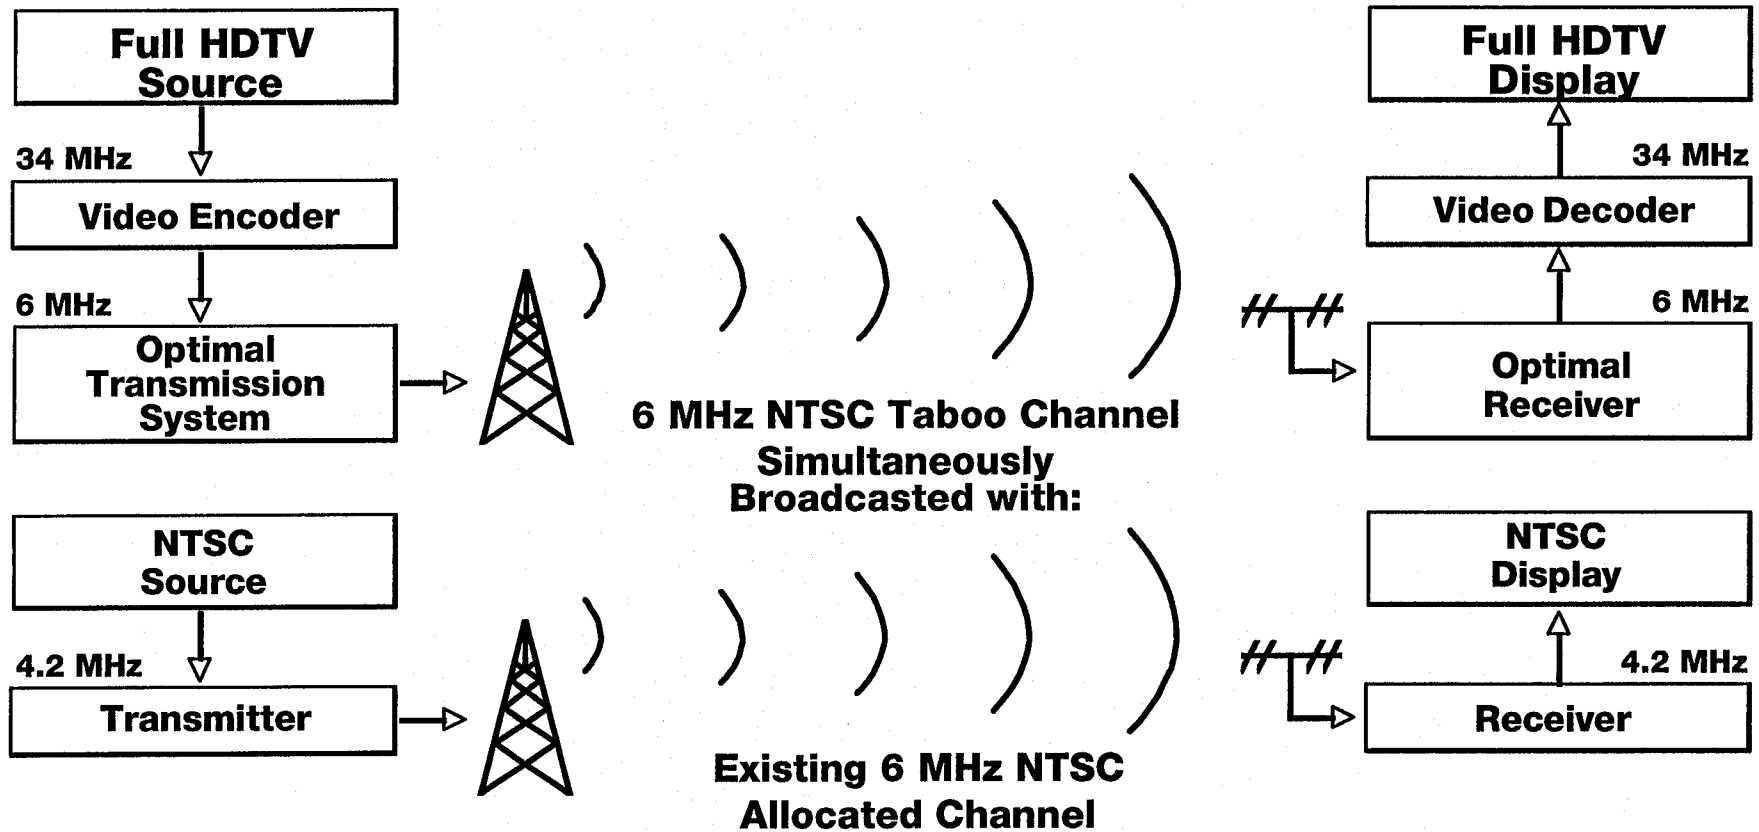 Full HDTV
Source
34 MHz
Video Encoder
6 MHz
Optimal
Transmission
System
6 MHz NTSC Taboo Channel
Simultaneously
Broadcasted with:
Full HDTV
Display
34 MHz
Video Decoder
6 MHz
Optimal
Receiver
NTSC
Source
4.2 MHz
Transmitter
Existing 6 MHz NTSC
Allocated Channel
NTSC
Display
4.2 MHz
Receiver